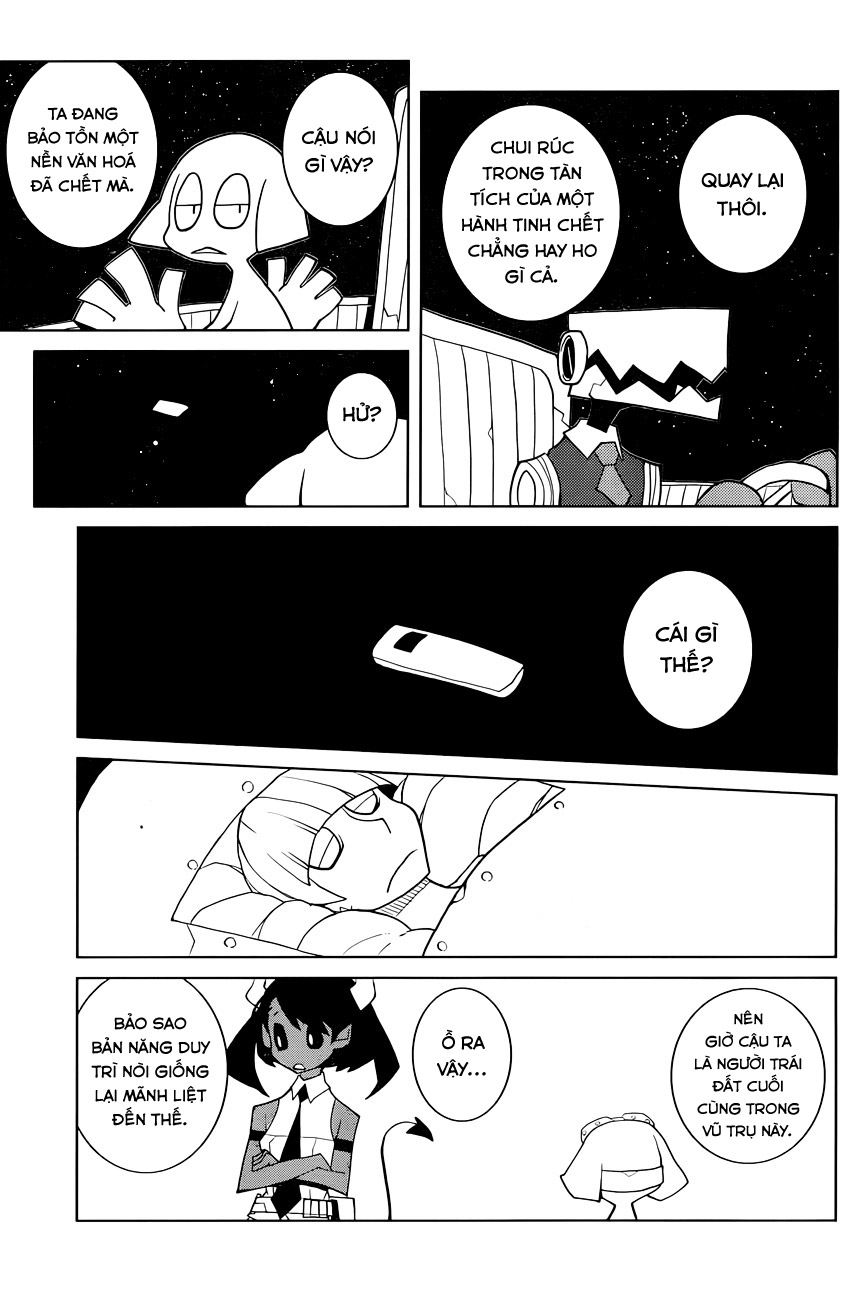 QUAY LẠI
THÔI.
CHUI RÚC
TRONG TÀN
TÍCH CỦA MỘT
HÀNH TINH CHẾT
CHẲNG HAY HO
GÌ CẢ.
CẬU NÓI
GÌ VẬY?
TA ĐANG
BẢO TỒN MỘT
NỀN VĂN HOÁ
ĐÃ CHẾT MÀ.
HỬ?
CÁI GÌ
THẾ?
NÊN
GIỜ CẬU TA
LÀ NGƯỜI TRÁI
ĐẤT CUỐI
CÙNG TRONG
VŨ TRỤ NÀY.
Ồ RA
VẬY...
BẢO SAO
BẢN NĂNG DUY
TRÌ NÒI GIỐNG
LẠI MÃNH LIỆT
ĐẾN THẾ.